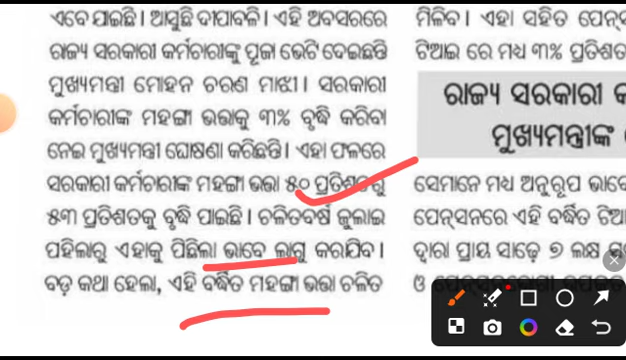 ଏବେ ଯାଇଛି। ଆସୁଛି ଦୀପାବଳି। ଏହି ଅବସରରେ
ରାଜ୍ୟ ସରକାରୀ କର୍ମଚାରୀଙ୍କୁ ପୂଜା ଭେଟି ଦେଇଛନ୍ତି
ମୁଖ୍ୟମନ୍ତ୍ରୀ ମୋହନ ଚରଣ ମାଝୀ। ସରକାରୀ
କର୍ମଚାରୀଙ୍କ ମହଙ୍ଗା ଭତ୍ତାକୁ ୩% ବୃଦ୍ଧି କରିବା
ନେଇ ମୁଖ୍ୟମନ୍ତ୍ରୀ ଘୋଷଣା କରିଛନ୍ତି। ଏହା ଫଳରେ
ସରକାରୀ କର୍ମଚାରୀଙ୍କ ମହଙ୍ଗା ଭତ୍ତା ୫୦ ପ୍ରତିଶତରୁ
୫୩ ପ୍ରତିଶତକୁ ବୃଦ୍ଧି ପାଇଛି। ଚଳିତବର୍ଷ ଜୁଲାଇ
ପହିଲାରୁ ଏହାକୁ ପିଛିଲା ଭାବେ ଲାଗୁ କରାଯିବ।
ବଡ଼ କଥା ହେଲା, ଏହି ବର୍ଦ୍ଧିତ ମହଙ୍ଗା ଭତ୍ତା ଚଳିତ
ମିଳିବ। ଏହା ସହିତ
ଟିଆଇ ରେ ମଧ୍ୟ ୩%
ରାଜ୍ୟ ସରକାରୀ
ମୁଖ୍ୟମନ୍ତ୍ରୀଙ୍କ
ସେମାନେ ମଧ୍ୟ ଅନୁରୂପ ଭାବେ
ପେନ୍‌ସନରେ ଏହି ବର୍ଦ୍ଧିତ
ଦ୍ୱାରା ପ୍ରାୟ ସାଢ଼େ ୭ ଲକ୍ଷ
ଓ